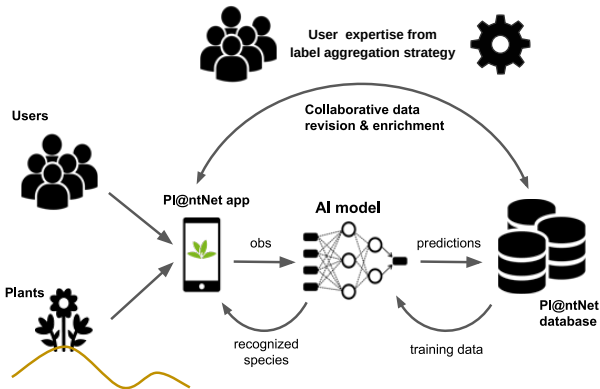 User expertise from
label aggregation strategy
Collaborative data
revision & enrichment
Users
Pl@ntNet app
AI model
obs
predictions
Plants
recognized
species
training data
Pl@ntNet
database